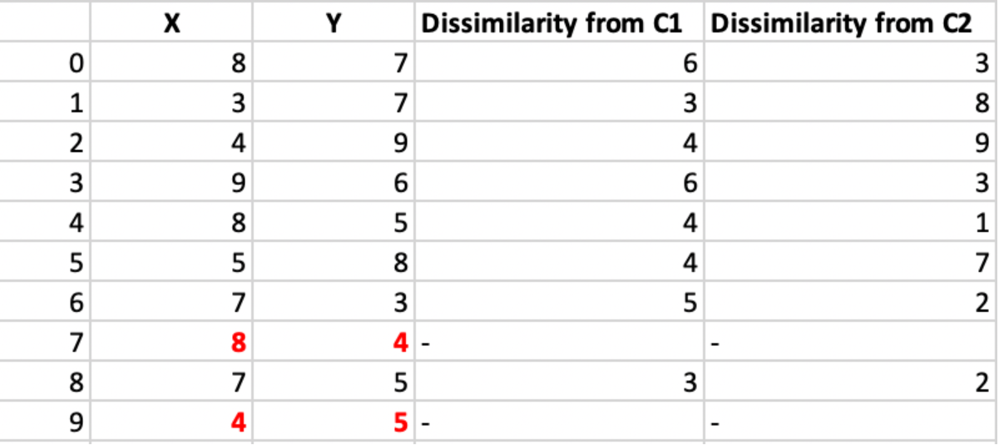 X Y Dissimilarity from C1 Dissimilarity from C2
0 8 7 6 3
1 3 7 3 8
2 4 9 4 9
3 9 6 6 3
4 8 5 4 1
5 5 8 4 7
6 7 3 5 2
7 8 4 - -
8 7 5 3 2
9 4 5 - -